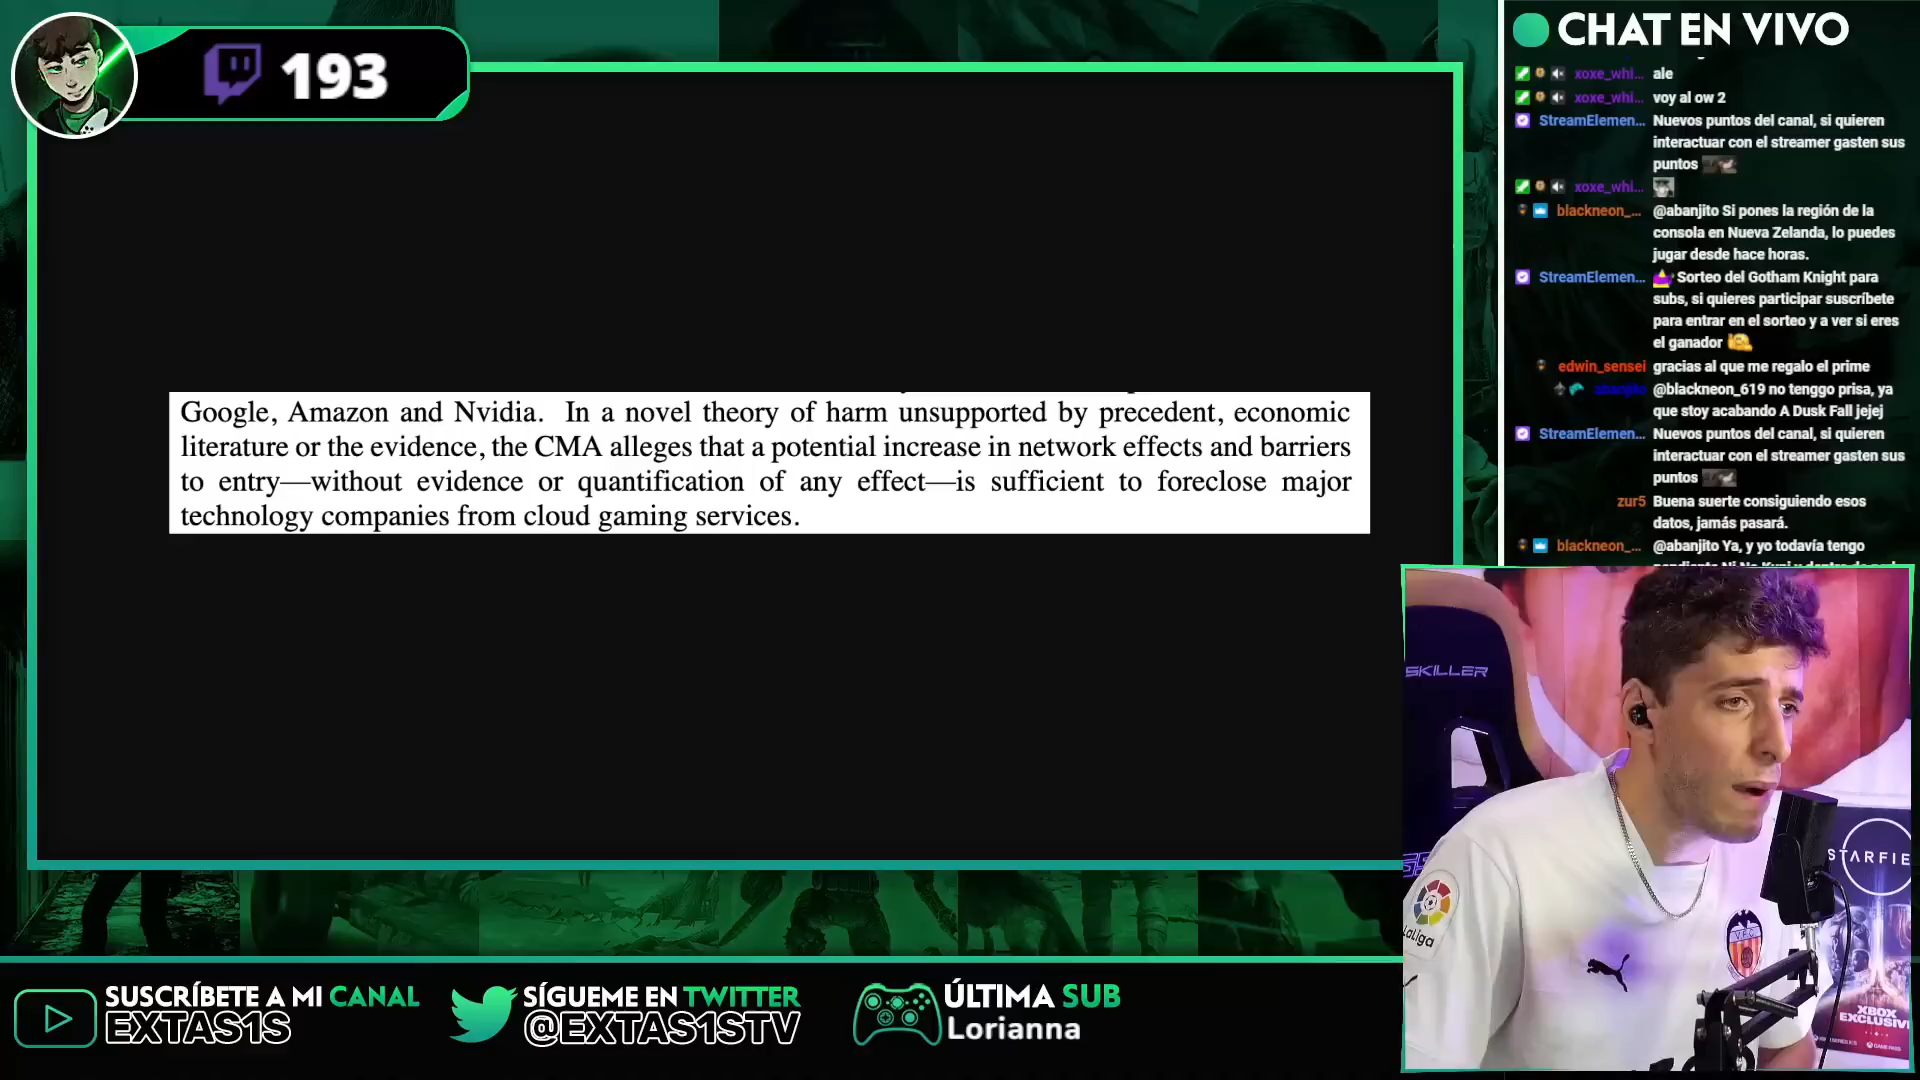 193
CHAT EN VIVO
xoxe_whi... ale
xoxe_whi... voy al ow 2
StreamElemen... Nuevos puntos del canal, si quieren
interactuar con el streamer gasten sus
puntos
xoxe_whi...
blackneon_... @abanjito Si pones la región de la
consola en Nueva Zelanda, lo puedes
jugar desde hace horas.
StreamElemen... Sorteo del Gotham Knight para
subs, si quieres participar suscríbete
para entrar en el sorteo y a ver si eres
el ganador
edwin_sensei gracias al que me regalo el prime
abanjito @blackneon_619 no tenggo prisa, ya
que stoy acabando A Dusk Fall jejej
StreamElemen... Nuevos puntos del canal, si quieren
interactuar con el streamer gasten sus
puntos
zur5 Buena suerte consiguiendo esos
datos, jamás pasará.
blackneon_... @abanjito Ya, y yo todavía tengo
Google, Amazon and Nvidia. In a novel theory of harm unsupported by precedent, economic
literature or the evidence, the CMA alleges that a potential increase in network effects and barriers
to entry—without evidence or quantification of any effect—is sufficient to foreclose major
technology companies from cloud gaming services.
SKILLER
STARFIE
LaLiga
XBOX
EXCLUSIV
SUSCRÍBETE A MI CANAL
EXTAS1S
SÍGUEME EN TWITTER
@EXTAS1STV
ÚLTIMA SUB
Lorianna